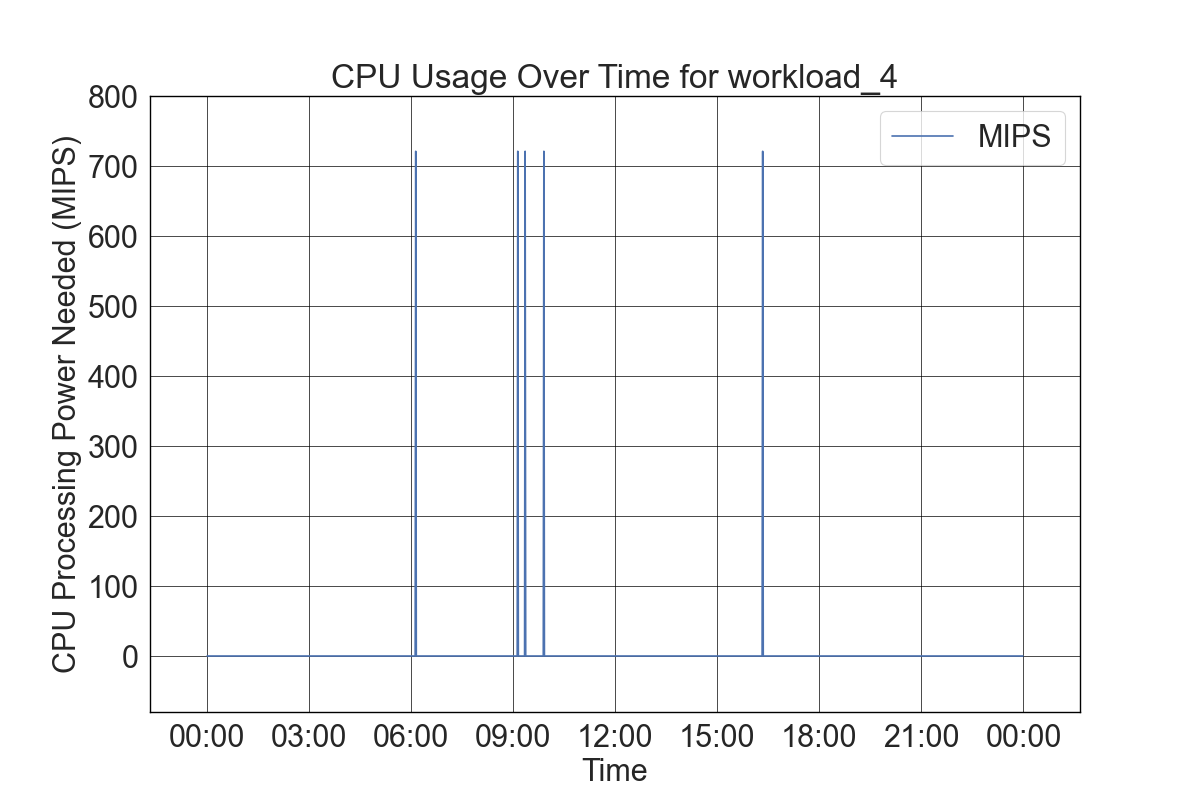 CPU Usage Over Time for workload_4
MIPS
CPU Processing Power Needed (MIPS)
800
700
600
500
400
300
200
100
0
00:00 03:00 06:00 09:00 12:00 15:00 18:00 21:00 00:00
Time